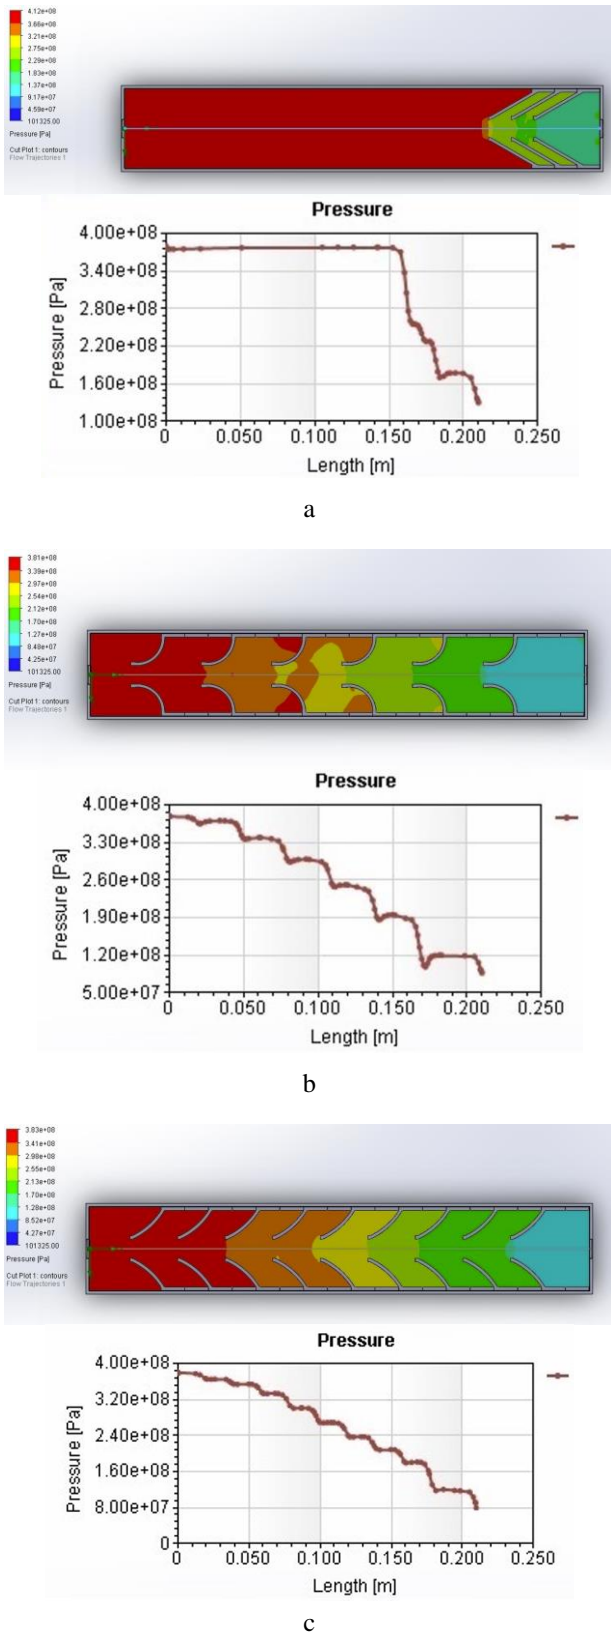 4.12e+08
3.66e+08
3.21e+08
2.75e+08
2.29e+08
1.83e+08
1.37e+08
9.17e+07
4.59e+07
101325.00
Pressure [Pa]
Cut Plot 1: contours
Flow Trajectories 1
Pressure
4.00e+08
3.40e+08
2.80e+08
2.20e+08
1.60e+08
1.00e+08
Pressure [Pa]
0 0.050 0.100 0.150 0.200 0.250
Length [m]
a
3.81e+08
3.39e+08
2.97e+08
2.54e+08
2.12e+08
1.70e+08
1.27e+08
8.48e+07
4.25e+07
101325.00
Pressure [Pa]
Cut Plot 1: contours
Flow Trajectories 1
Pressure
4.00e+08
3.30e+08
2.60e+08
1.90e+08
1.20e+08
5.00e+07
Pressure [Pa]
0 0.050 0.100 0.150 0.200 0.250
Length [m]
b
3.83e+08
3.41e+08
2.98e+08
2.55e+08
2.13e+08
1.70e+08
1.28e+08
8.52e+07
4.27e+07
101325.00
Pressure [Pa]
Cut Plot 1: contours
Flow Trajectories 1
Pressure
4.00e+08
3.20e+08
2.40e+08
1.60e+08
8.00e+07
0
Pressure [Pa]
0 0.050 0.100 0.150 0.200 0.250
Length [m]
c